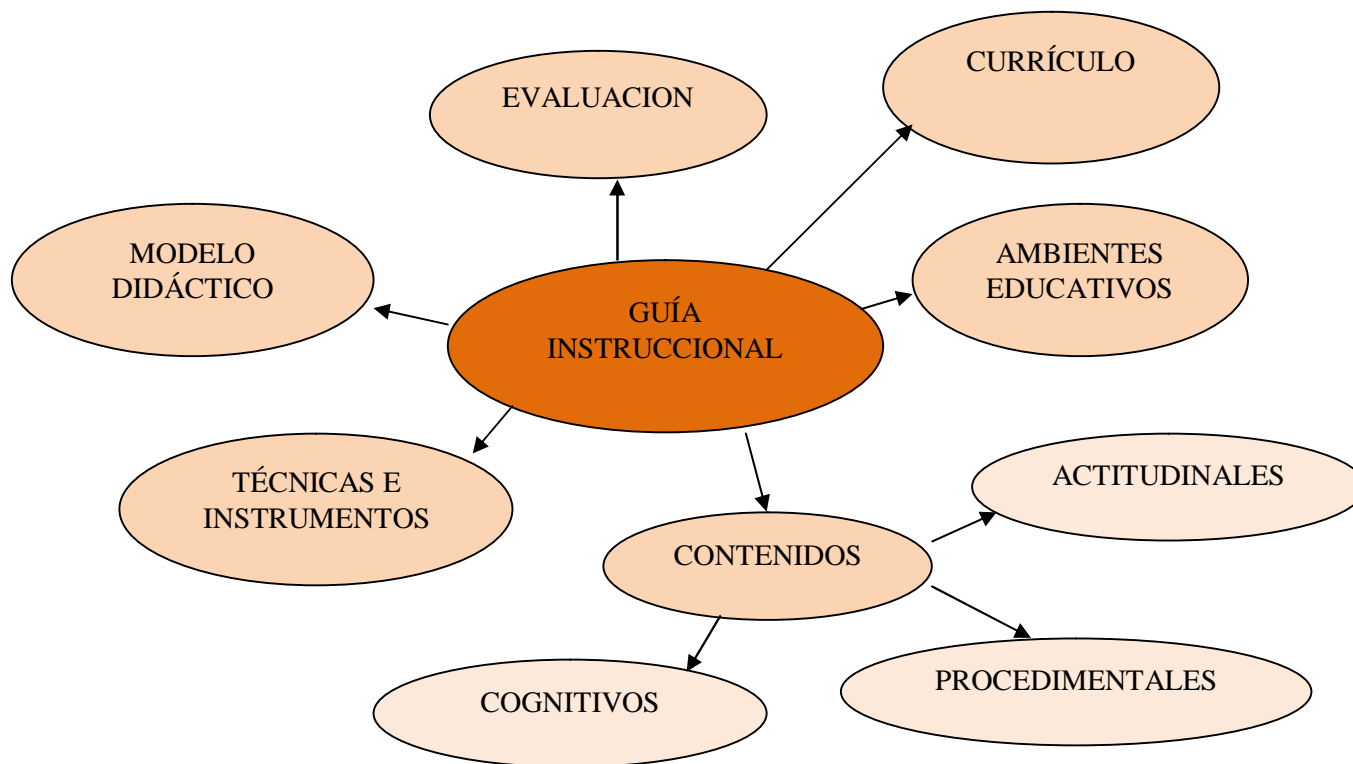 CURRÍCULO
EVALUACION
MODELO
DIDÁCTICO
AMBIENTES
EDUCATIVOS
GUÍA
INSTRUCCIONAL
TÉCNICAS E
INSTRUMENTOS
ACTITUDINALES
CONTENIDOS
PROCEDIMENTALES
COGNITIVOS